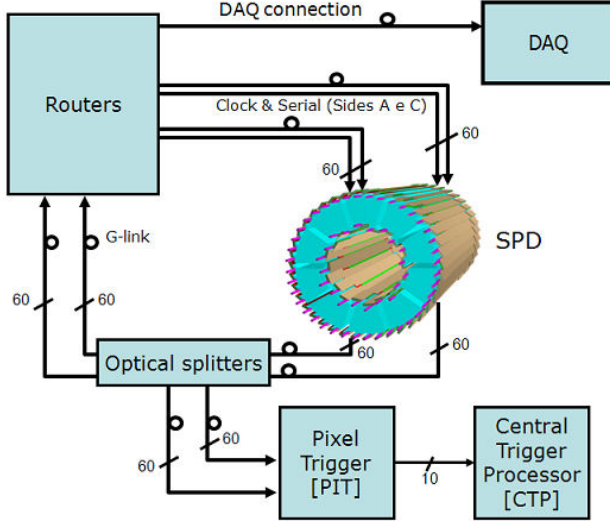 DAQ connection
DAQ
Routers
Clock & Serial (Sides A e C)
60
60
G-link
SPD
60
60
60
60
Optical splitters
60
60
Pixel
Trigger
[PIT]
10
Central
Trigger
Processor
[CTP]